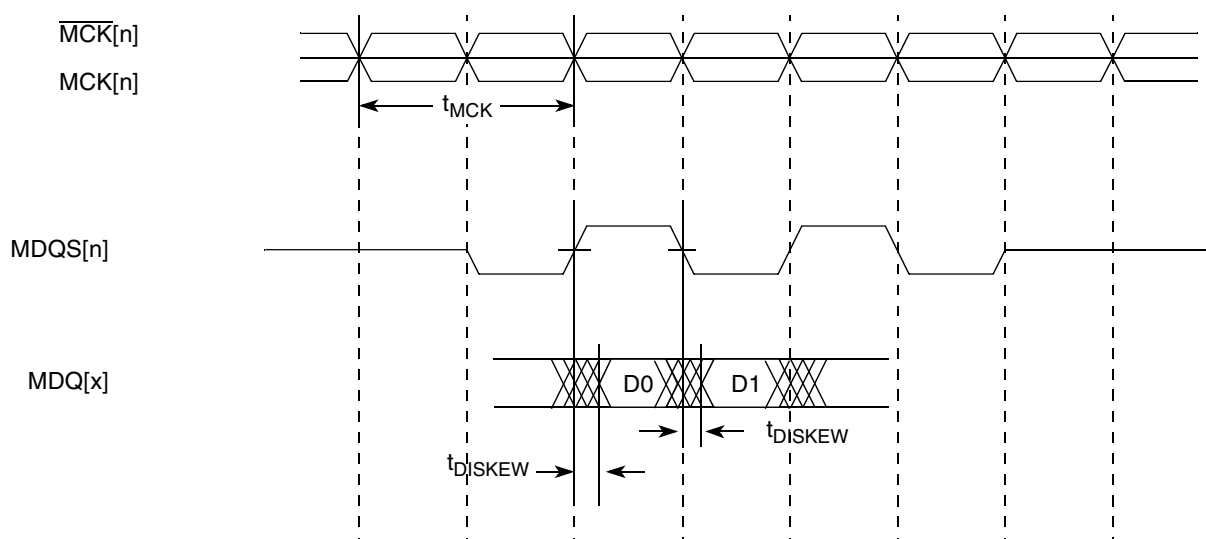 MCK[n]
MCK[n]
tMCK
MDQS[n]
MDQ[x]
D0
D1
tDISKEW
tDISKEW